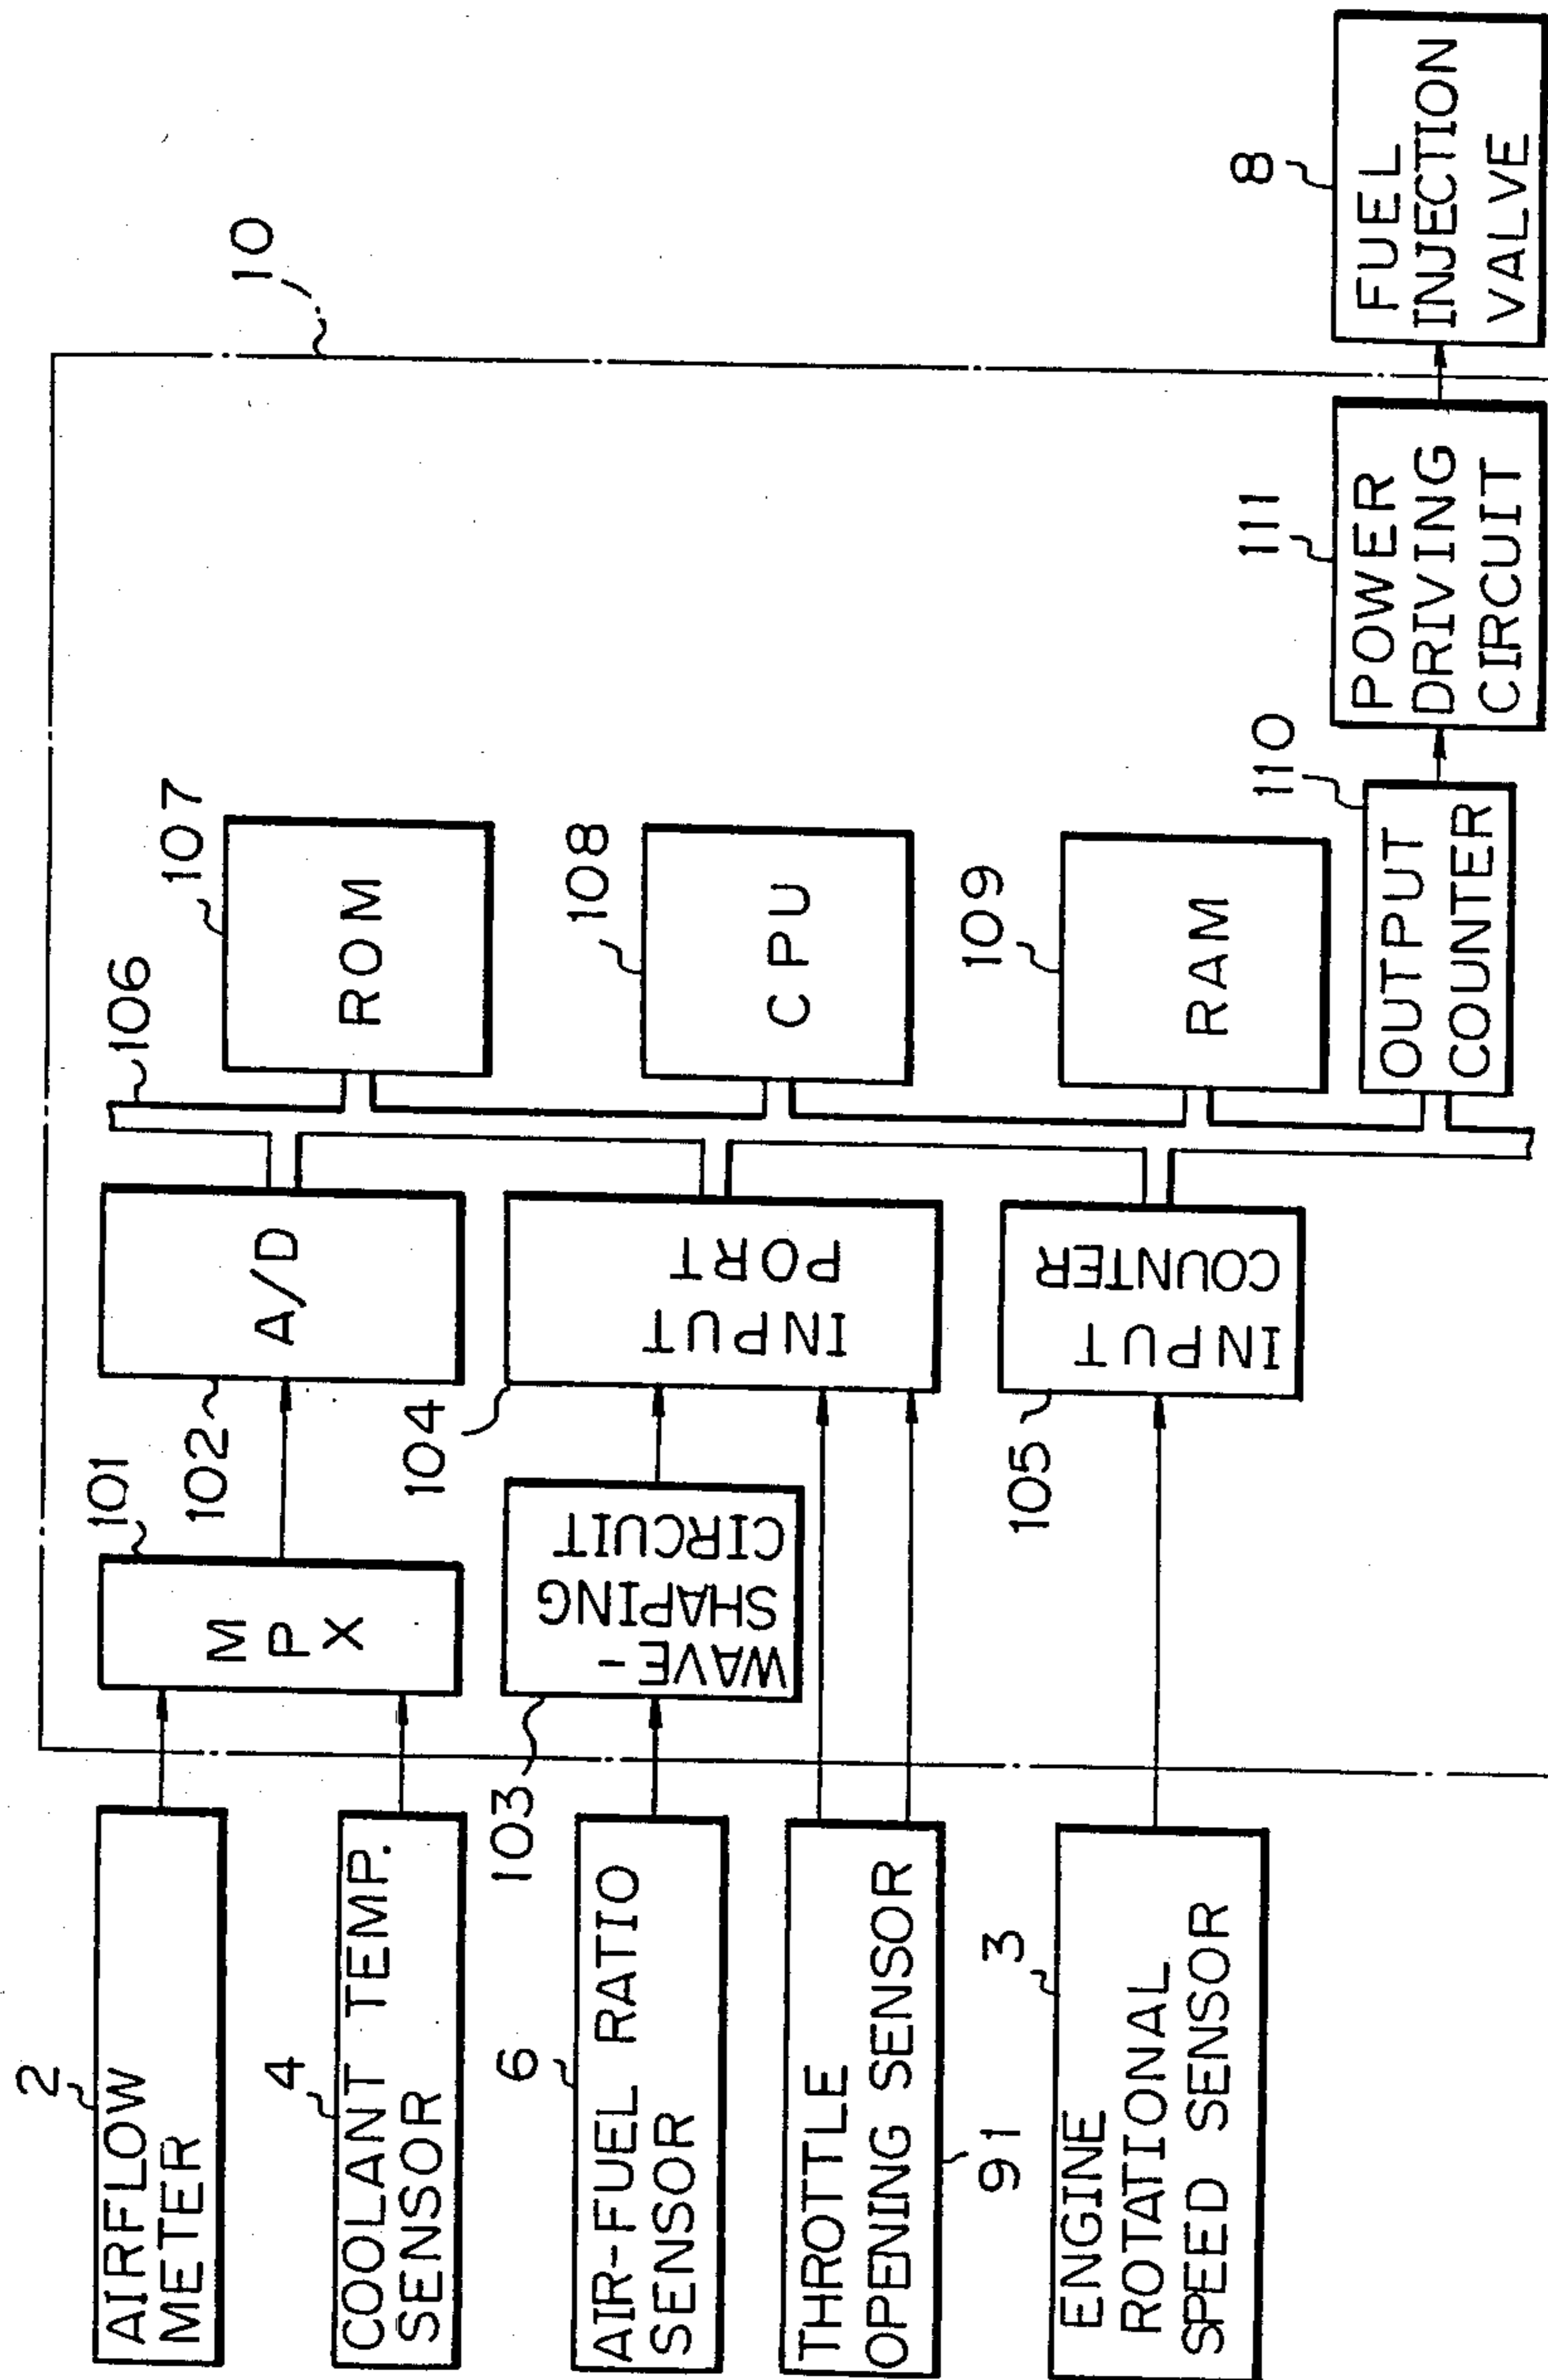 2
AIRFLOW
METER
4
COOLANT TEMP.
SENSOR
6
AIR-FUEL RATIO
SENSOR
THROTTLE
OPENING SENSOR
91
3
ENGINE
ROTATIONAL
SPEED SENSOR
101
MPX
102
A/D
103
WAVE-
SHAPING
CIRCUIT
104
INPUT
PORT
105
INPUT
COUNTER
106
107
ROM
108
CPU
109
RAM
110
OUTPUT
COUNTER
111
POWER
DRIVING
CIRCUIT
10
8
FUEL
INJECTION
VALVE